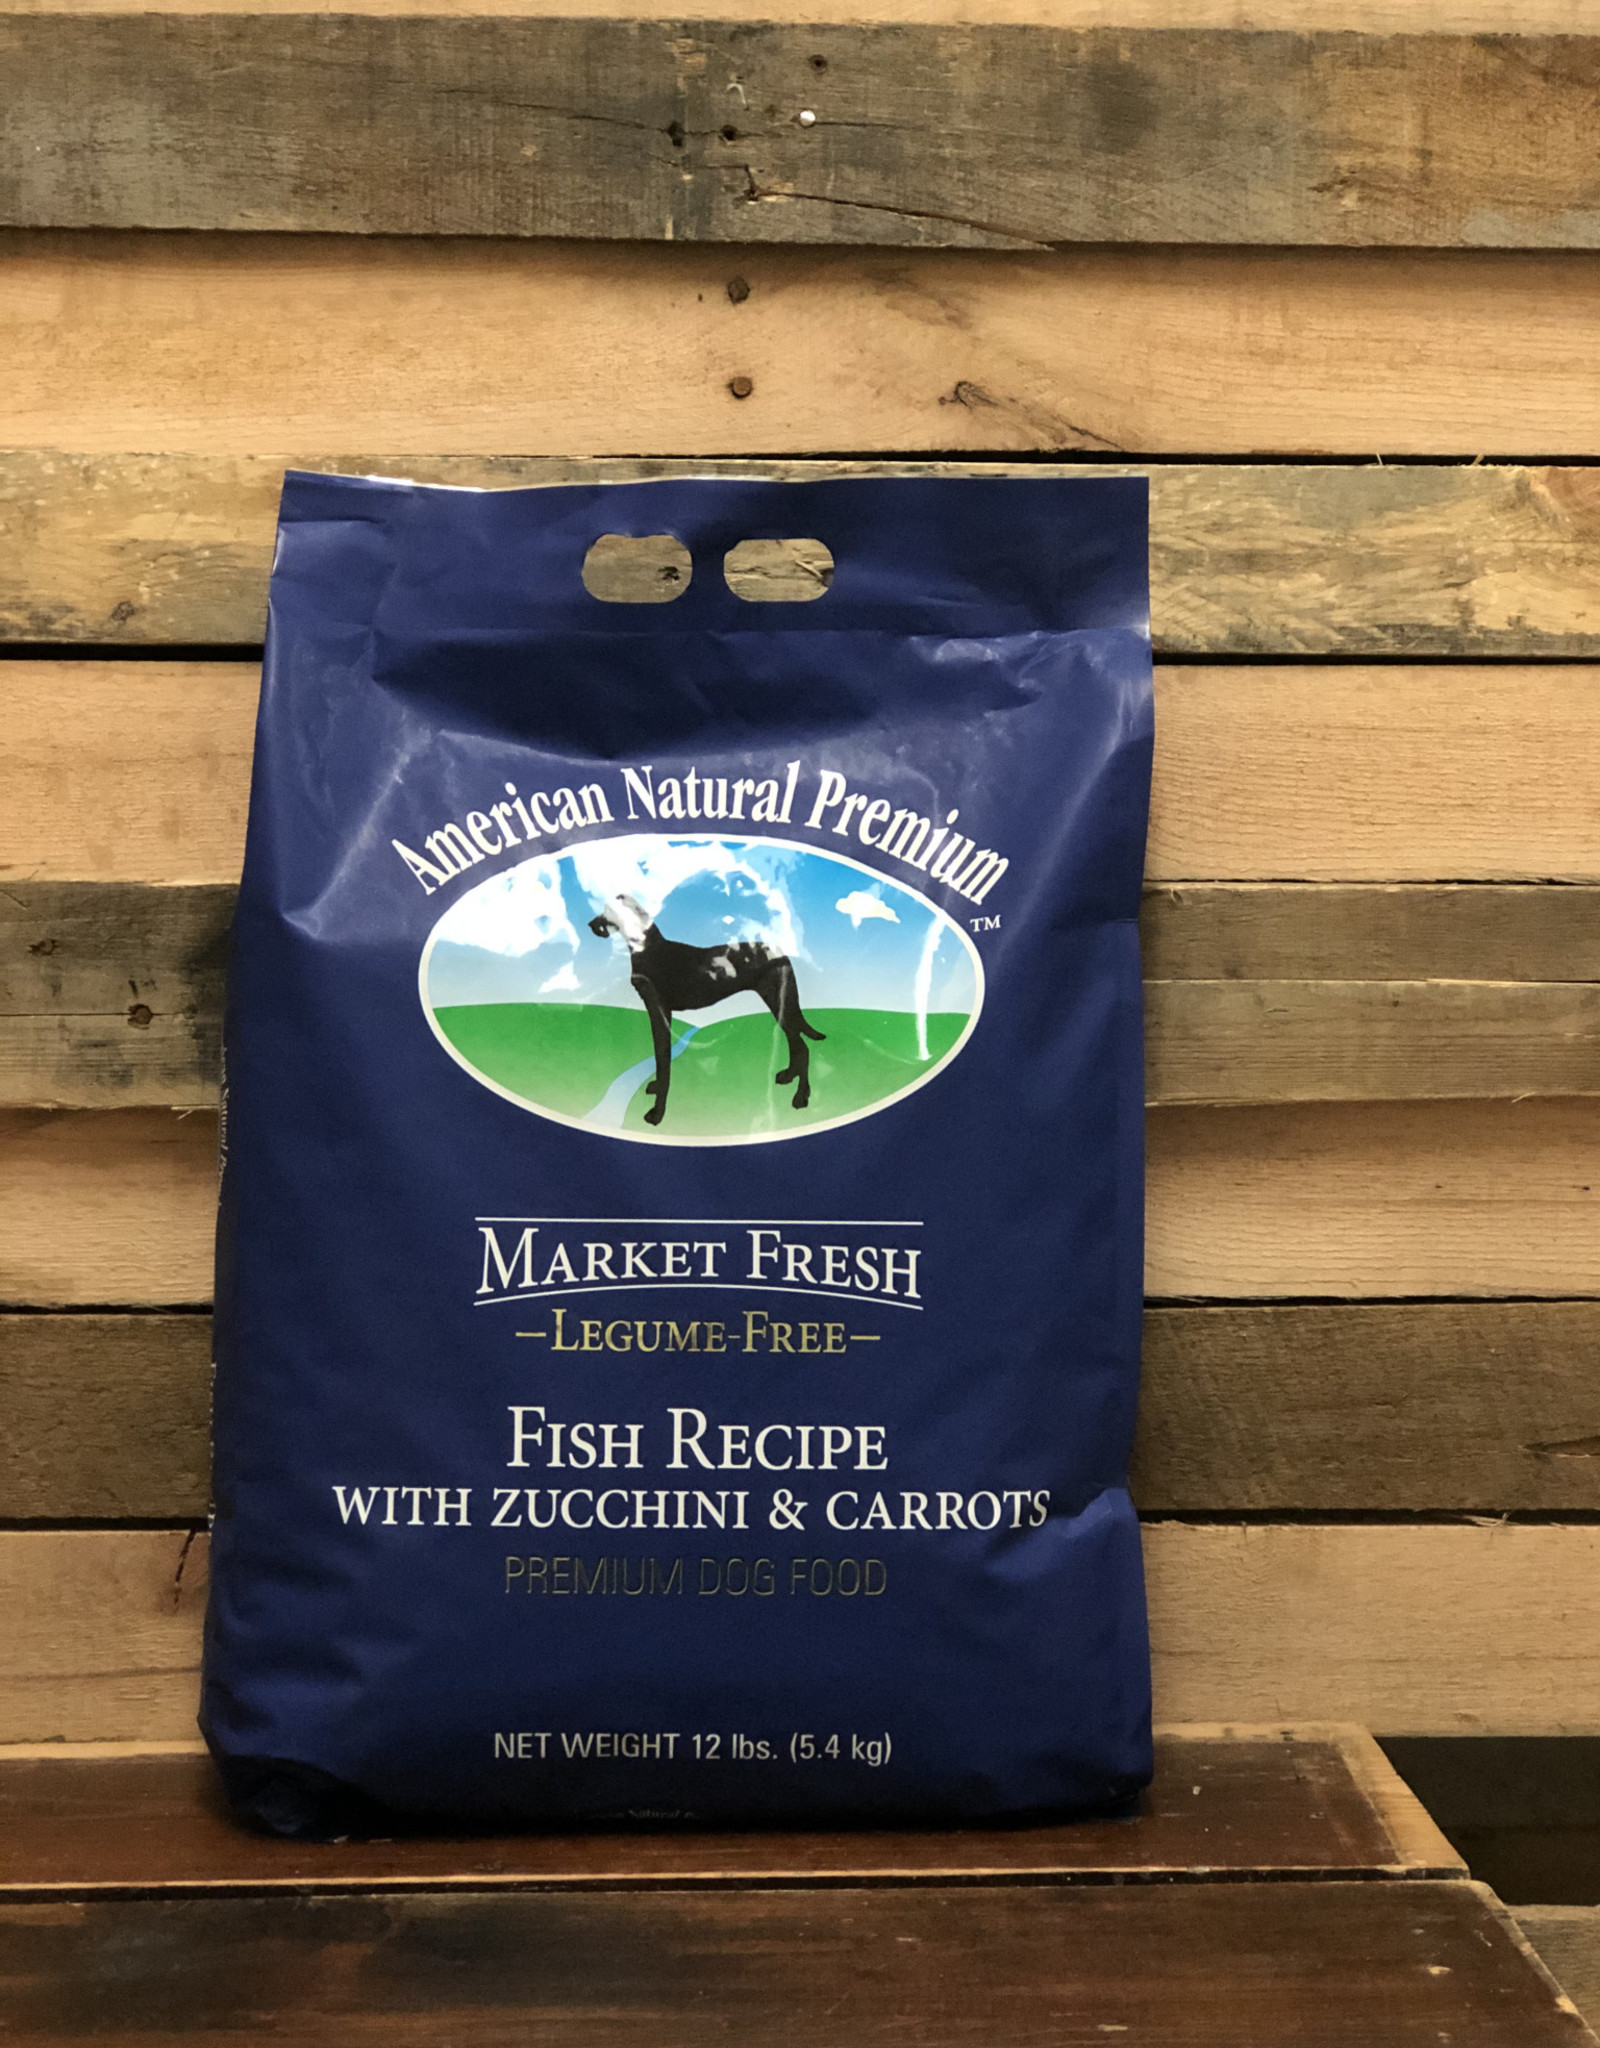 American Natural Premium
TM
MARKET FRESH
–LEGUME-FREE–
FISH RECIPE
WITH ZUCCHINI & CARROTS
PREMIUM DOG FOOD
NET WEIGHT 12 lbs. (5.4 kg)